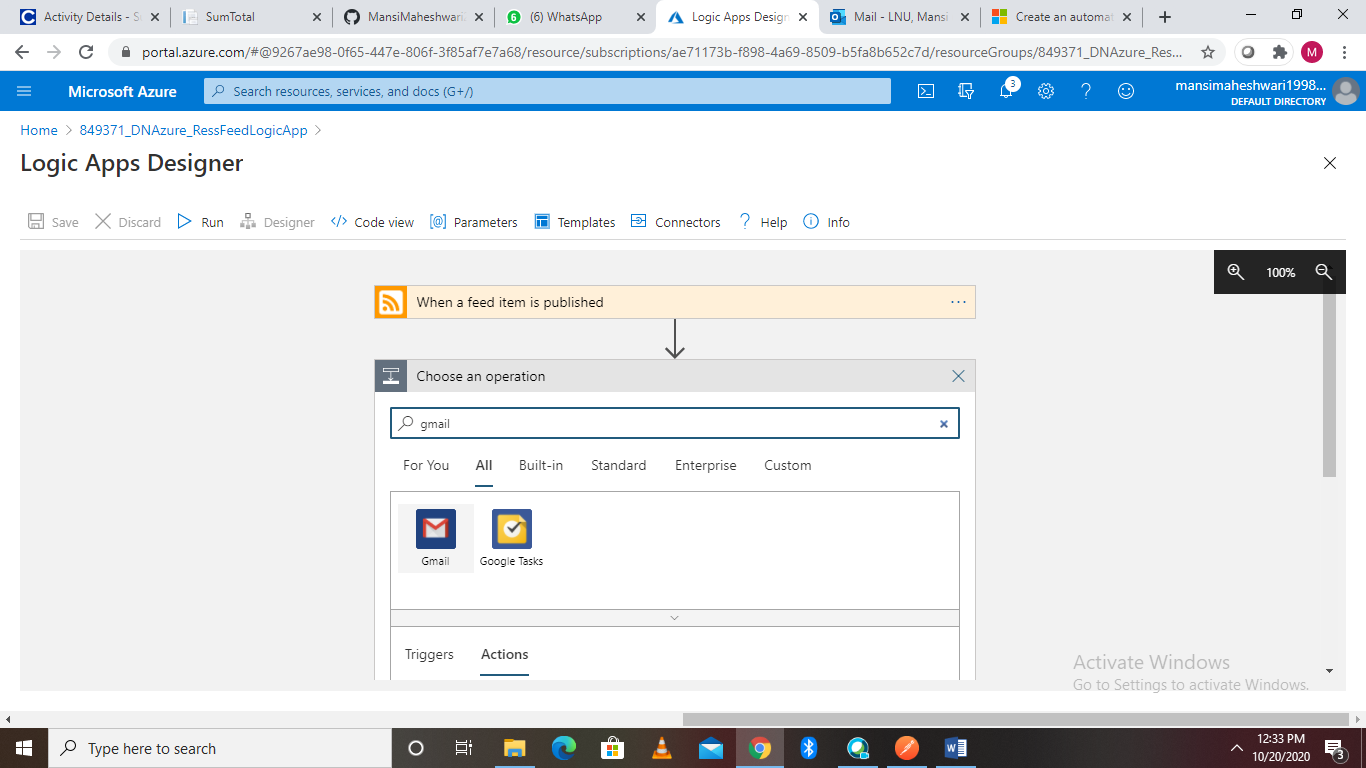 Activity Details - S
SumTotal
MansiMaheshwari
(6) WhatsApp
Logic Apps Design
Mail - LNU, Mansi
Create an automat
portal.azure.com/#@9267ae98-0f65-447e-806f-3f85af7e7a68/resource/subscriptions/ae71173b-f898-4a69-8509-b5fa8b652c7d/resourceGroups/849371_DNAzure_Res...
M
Microsoft Azure
Search resources, services, and docs (G+/)
3
mansimaheshwari1998...
DEFAULT DIRECTORY
Home > 849371_DNAzure_RessFeedLogicApp >
Logic Apps Designer
Save Discard Run Designer Code view Parameters Templates Connectors Help Info
100%
When a feed item is published
Choose an operation
gmail
For You All Built-in Standard Enterprise Custom
Gmail Google Tasks
Triggers Actions
Activate Windows
Go to Settings to activate Windows.
Type here to search
12:33 PM
10/20/2020
3